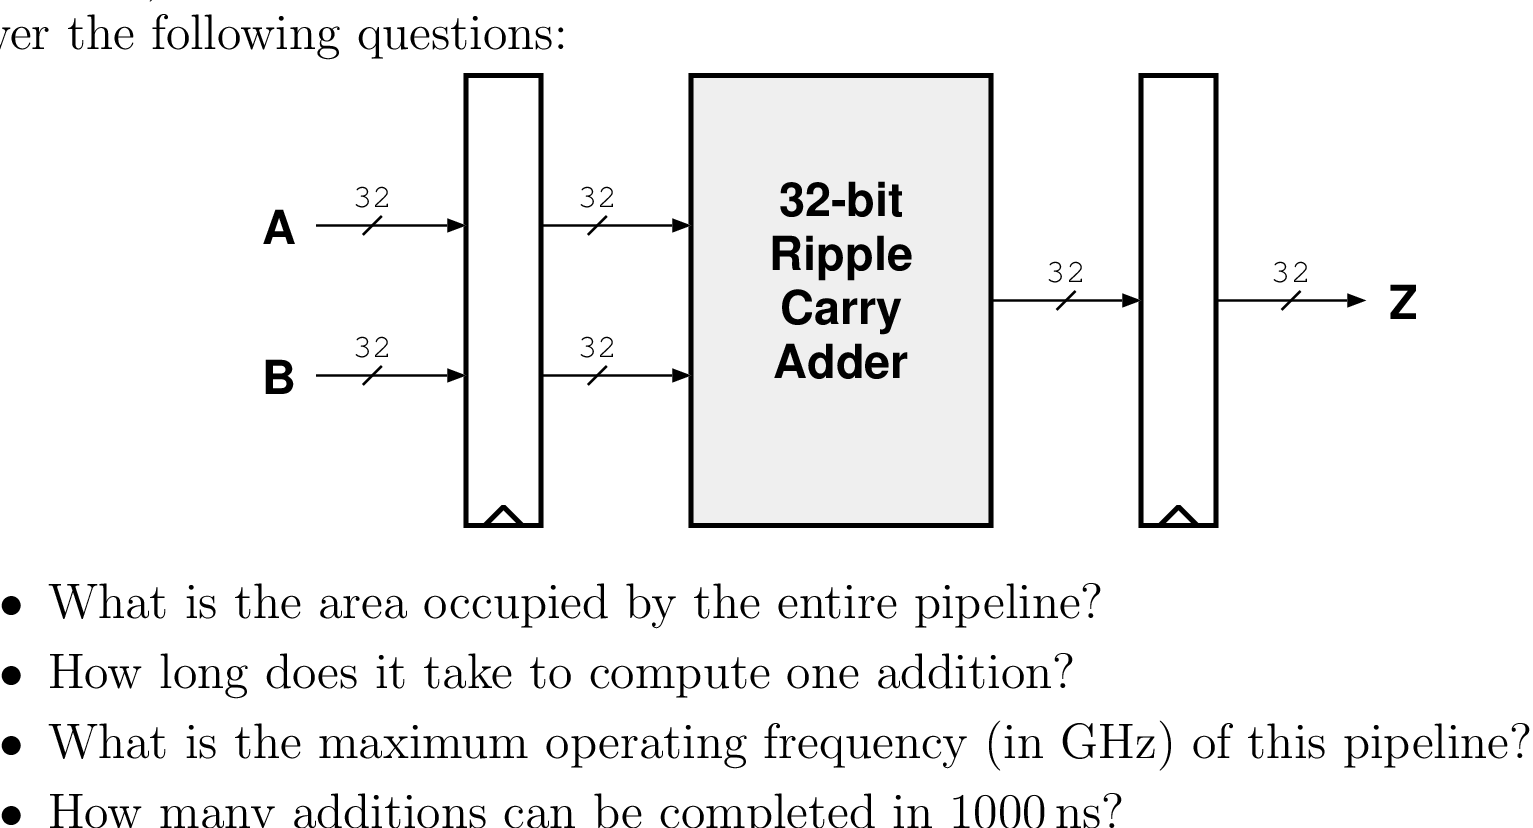 the following questions:
32
32
32-bit
A
Ripple
32
32
Carry
Z
32
32
Adder
B
• What is the area occupied by the entire pipeline?
• How long does it take to compute one addition?
• What is the maximum operating frequency (in GHz) of this pipeline?
• How many additions can be completed in 1000 ns?